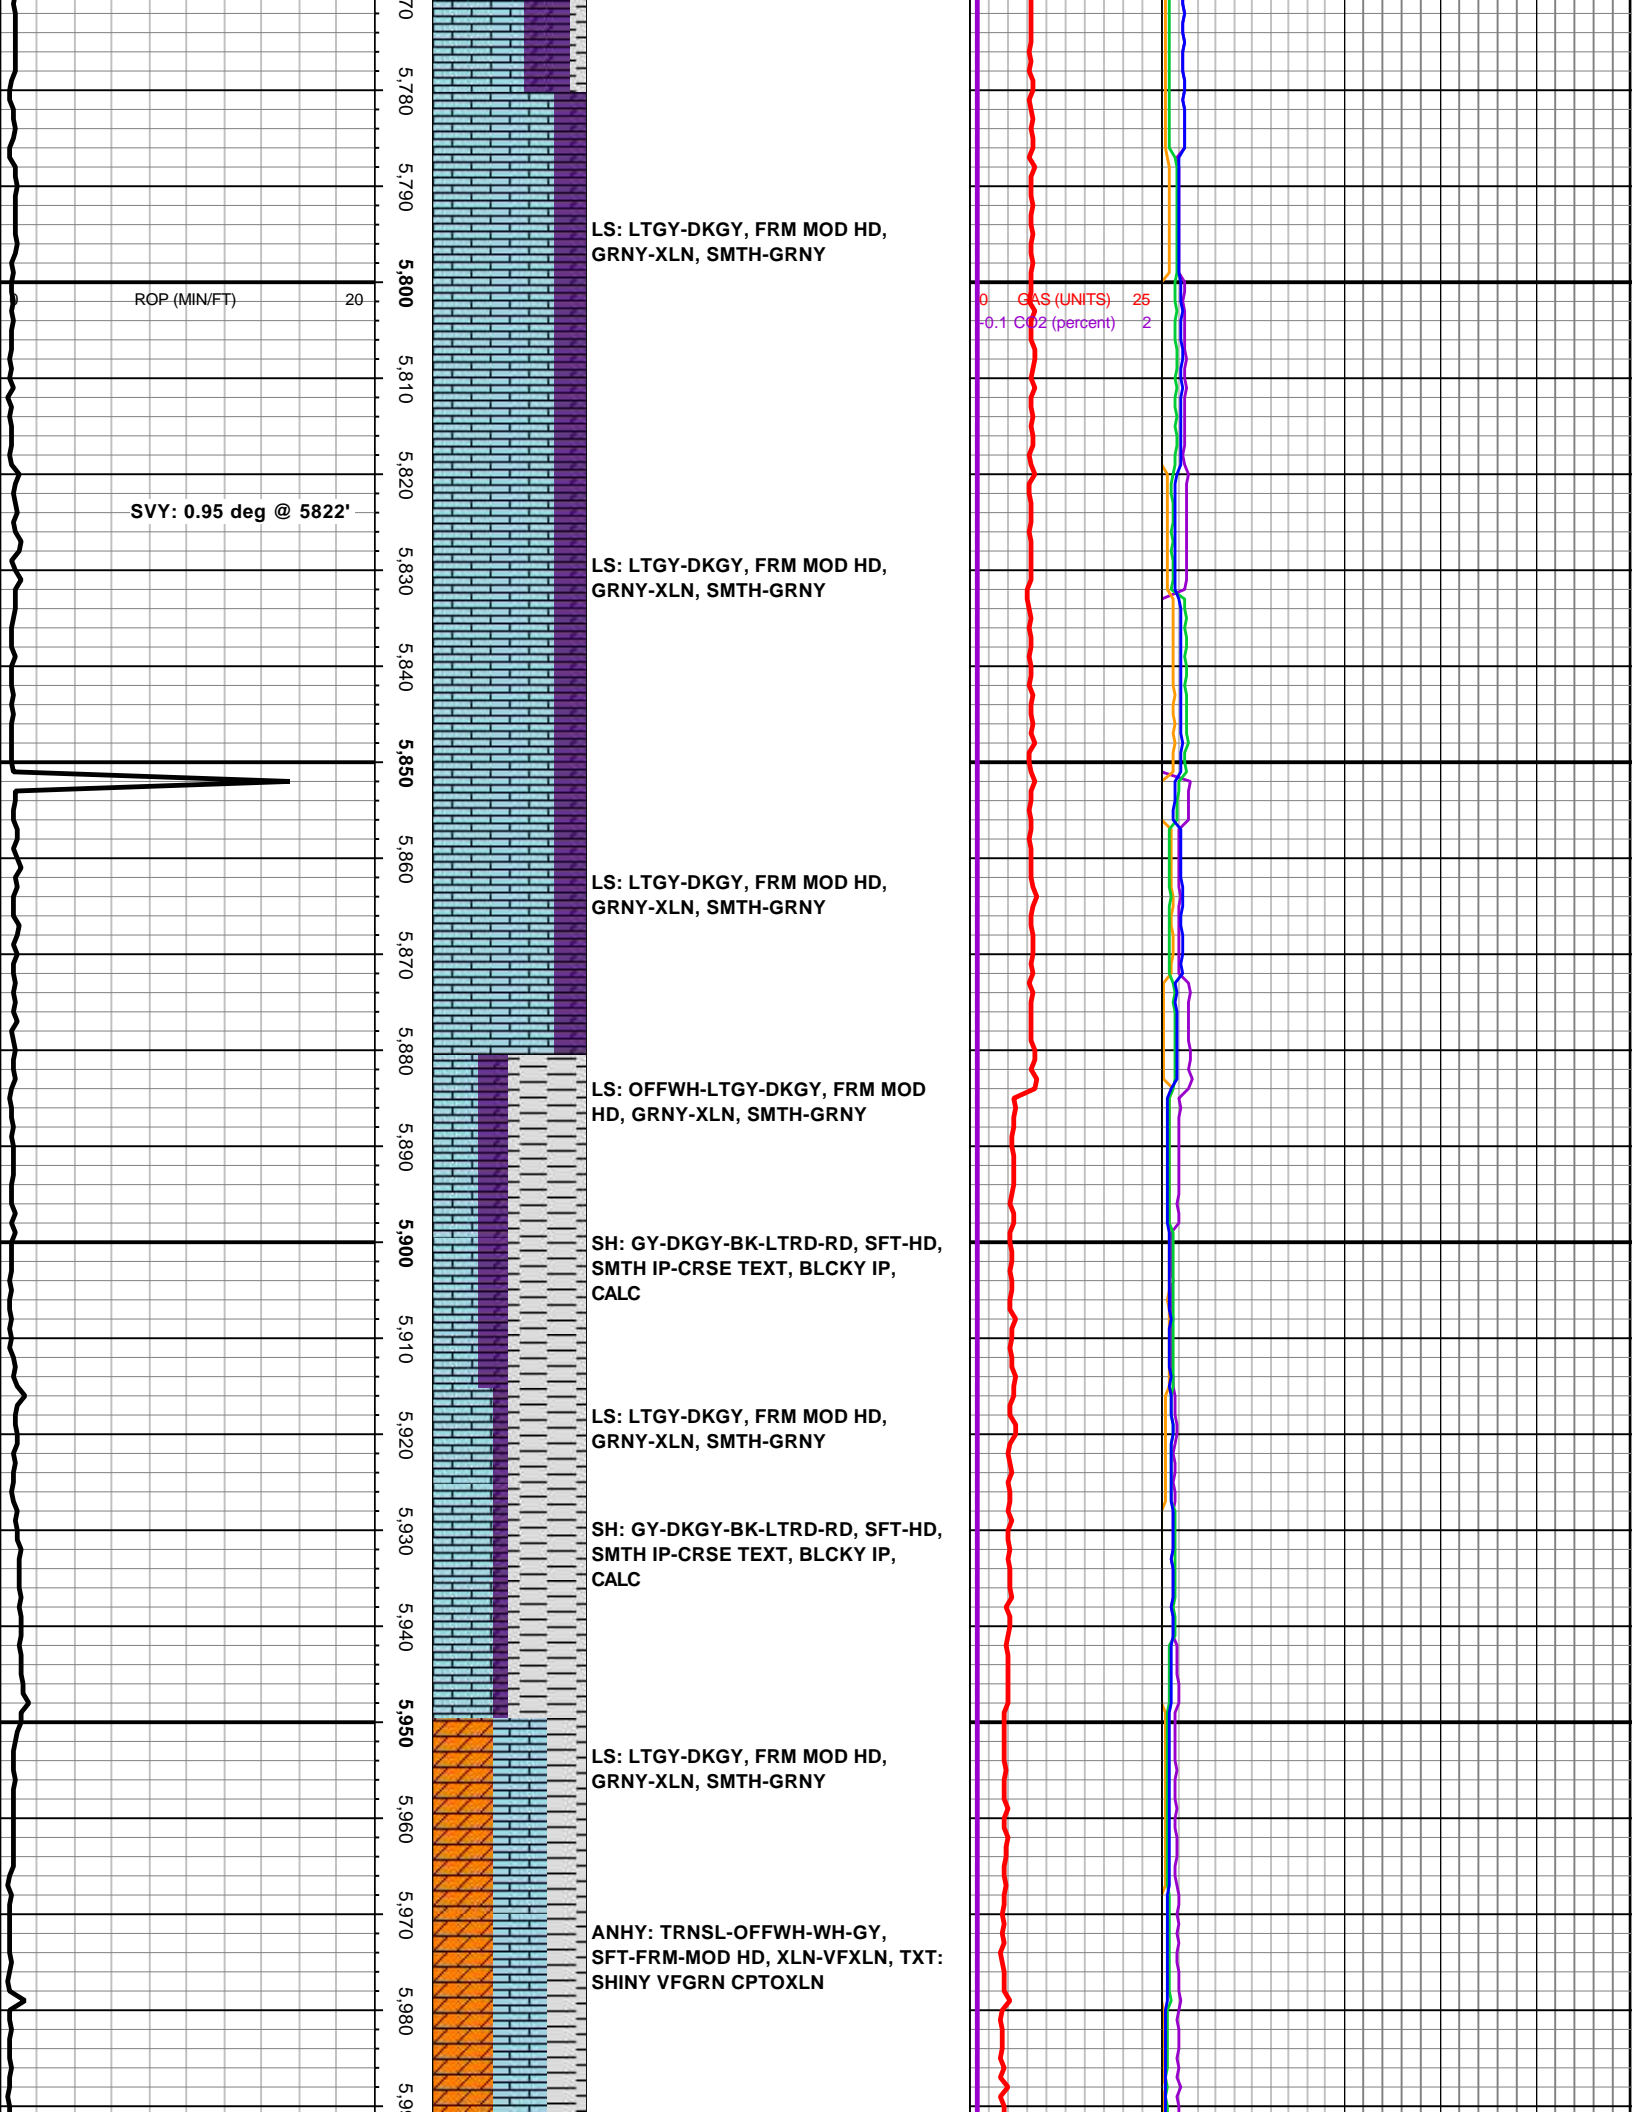 70
5,780
5,790
LS: LTGY-DKGY, FRM MOD HD,
GRNY-XLN, SMTH-GRNY
5,800
0 ROP (MIN/FT) 20
0 GAS (UNITS) 25
-0.1 CO2 (percent) 2
5,810
5,820
SVY: 0.95 deg @ 5822'
5,830
LS: LTGY-DKGY, FRM MOD HD,
GRNY-XLN, SMTH-GRNY
5,840
5,850
5,860
LS: LTGY-DKGY, FRM MOD HD,
GRNY-XLN, SMTH-GRNY
5,870
5,880
LS: OFFWH-LTGY-DKGY, FRM MOD
HD, GRNY-XLN, SMTH-GRNY
5,890
5,900
SH: GY-DKGY-BK-LTRD-RD, SFT-HD,
SMTH IP-CRSE TEXT, BLCKY IP,
CALC
5,910
5,920
LS: LTGY-DKGY, FRM MOD HD,
GRNY-XLN, SMTH-GRNY
5,930
SH: GY-DKGY-BK-LTRD-RD, SFT-HD,
SMTH IP-CRSE TEXT, BLCKY IP,
CALC
5,940
5,950
LS: LTGY-DKGY, FRM MOD HD,
GRNY-XLN, SMTH-GRNY
5,960
5,970
ANHY: TRNSL-OFFWH-WH-GY,
SFT-FRM-MOD HD, XLN-VFXLN, TXT:
SHINY VFGRN CPTOXLN
5,980